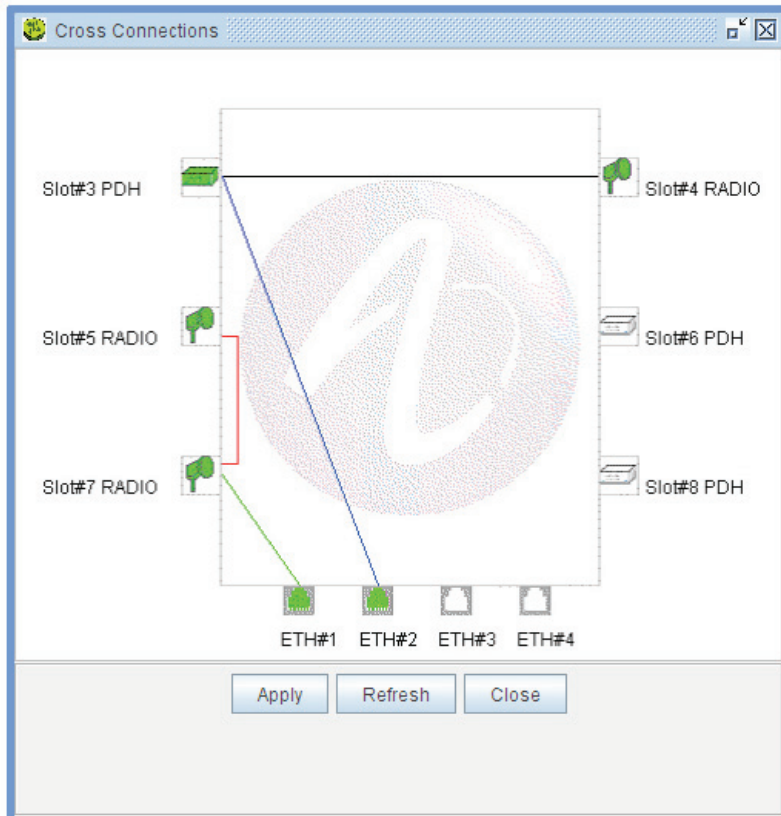 Cross Connections
Slot#3 PDH
Slot#4 RADIO
Slot#5 RADIO
Slot#6 PDH
Slot#7 RADIO
Slot#8 PDH
ETH#1 ETH#2 ETH#3 ETH#4
Apply Refresh Close